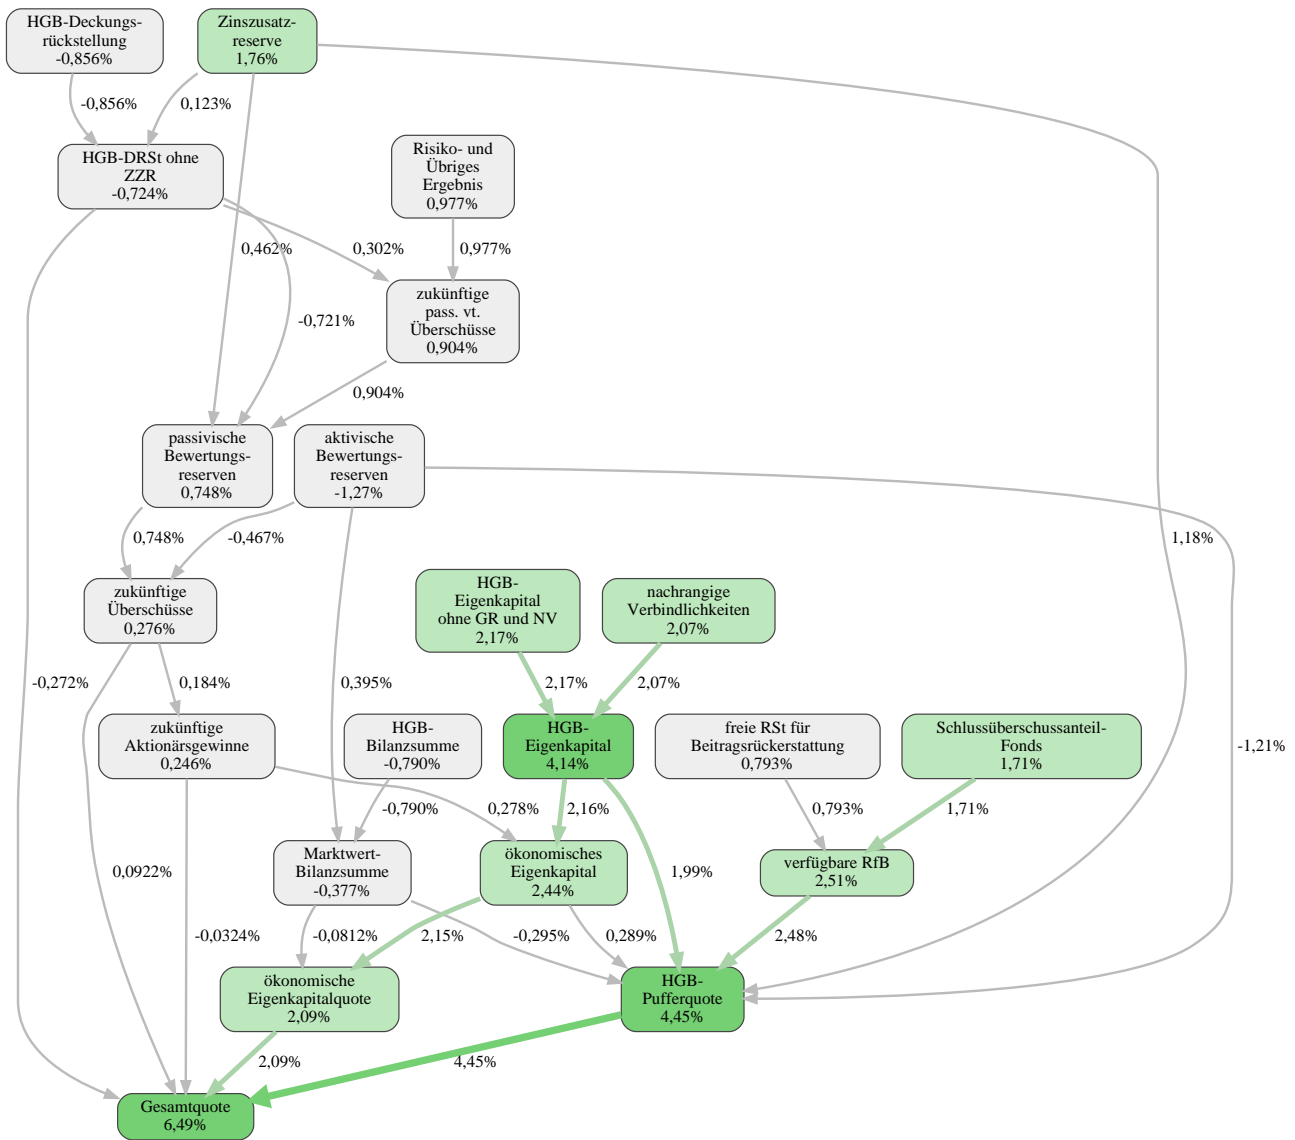 HGB-Deckungs-
rückstellung
-0,856%
Zinszusatz-
reserve
1,76%
-0,856%
0,123%
HGB-DRSt ohne
ZZR
-0,724%
Risiko- und
Übriges
Ergebnis
0,977%
0,462%
0,302%
0,977%
zukünftige
pass. vt.
Überschüsse
0,904%
-0,721%
0,904%
passivische
Bewertungs-
reserven
0,748%
aktivische
Bewertungs-
reserven
-1,27%
0,748%
-0,467%
1,18%
zukünftige
Überschüsse
0,276%
HGB-
Eigenkapital
ohne GR und NV
2,17%
nachrangige
Verbindlichkeiten
2,07%
-0,272%
0,184%
0,395%
2,17%
2,07%
zukünftige
Aktionärsgewinne
0,246%
HGB-
Bilanzsumme
-0,790%
HGB-
Eigenkapital
4,14%
freie RSt für
Beitragsrückerstattung
0,793%
Schlussüberschussanteil-
Fonds
1,71%
-1,21%
-0,790%
0,278%
2,16%
0,793%
1,71%
0,0922%
Marktwert-
Bilanzsumme
-0,377%
ökonomisches
Eigenkapital
2,44%
1,99%
verfügbare RfB
2,51%
-0,0324%
-0,0812%
2,15%
-0,295%
0,289%
2,48%
ökonomische
Eigenkapitalquote
2,09%
HGB-
Pufferquote
4,45%
2,09%
4,45%
Gesamtquote
6,49%